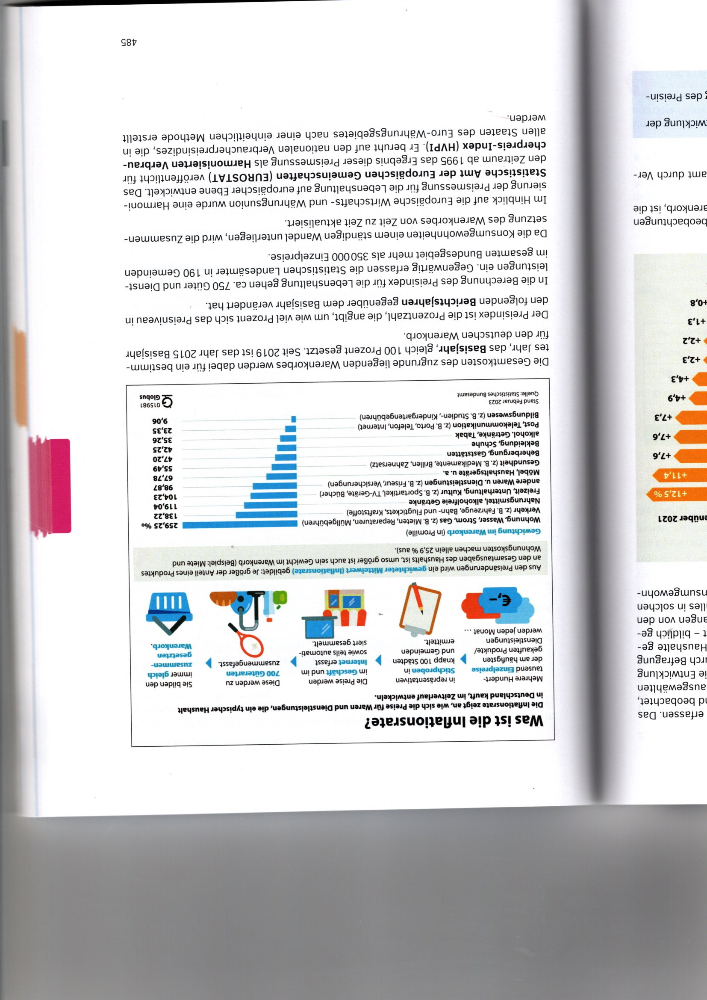 erfassen. Das
nd beobachtet,
ausgewählten
ie Entwicklung
urch Befragung
Haushalte ge-
t – bildlich ge-
angen von den
lles in solchen
nsumgewohn-
enüber 2021
+12,5 %
+11,4
+7,6
+7,6
+7,3
+4,9
+4,3
+2,3
+2,2
+1,3
+0,8
beobachtungen
arenkorb, ist die
amt durch Ver-
twicklung der
g des Preisin-
Was ist die Inflationsrate?
Die Inflationsrate zeigt an, wie sich die Preise für Waren und Dienstleistungen, die ein typischer Haushalt
in Deutschland kauft, im Zeitverlauf entwickeln.
Mehrere Hundert-
tausend Einzelpreise
der am häufigsten
gekauften Produkte/
Dienstleistungen
werden jeden Monat ...
€,–
in repräsentativen
Stichproben in
knapp 100 Städten
und Gemeinden
ermittelt.
Die Preise werden
im Geschäft und im
Internet erfasst
sowie teils automati-
siert gesammelt.
Diese werden zu
700 Güterarten
zusammengefasst.
Sie bilden den
immer gleich
zusammen-
gesetzten
Warenkorb.
Aus den Preisänderungen wird ein gewichteter Mittelwert (Inflationsrate) gebildet: Je größer der Anteil eines Produktes
an den Gesamtausgaben des Haushalts ist, umso größer ist auch sein Gewicht im Warenkorb (Beispiel: Miete und
Wohnungskosten machen allein 25,9 % aus).
Gewichtung im Warenkorb (in Promille)
Wohnung, Wasser, Strom, Gas (z. B. Mieten, Reparaturen, Müllgebühren) 259,25 ‰
Verkehr (z. B. Fahrzeuge, Bahn- und Flugtickets, Kraftstoffe) 138,22
Nahrungsmittel, alkoholfreie Getränke 119,04
Freizeit, Unterhaltung, Kultur (z. B. Sportartikel, TV-Geräte, Bücher) 104,23
andere Waren u. Dienstleistungen (z. B. Friseur, Versicherungen) 98,87
Möbel, Haushaltsgeräte u. a. 67,78
Gesundheit (z. B. Medikamente, Brillen, Zahnersatz) 55,49
Beherbergung, Gaststätten 47,20
Bekleidung, Schuhe 42,25
alkohol. Getränke, Tabak 35,26
Post, Telekommunikation (z. B. Porto, Telefon, Internet) 23,35
Bildungswesen (z. B. Studien-, Kindergartengebühren) 9,06
Stand Februar 2023
Quelle: Statistisches Bundesamt
015981
Globus
Die Gesamtkosten des zugrunde liegenden Warenkorbes werden dabei für ein bestimm-
tes Jahr, das Basisjahr, gleich 100 Prozent gesetzt. Seit 2019 ist das Jahr 2015 Basisjahr
für den deutschen Warenkorb.
Der Preisindex ist die Prozentzahl, die angibt, um wie viel Prozent sich das Preisniveau in
den folgenden Berichtsjahren gegenüber dem Basisjahr verändert hat.
In die Berechnung des Preisindex für die Lebenshaltung gehen ca. 750 Güter und Dienst-
leistungen ein. Gegenwärtig erfassen die Statistischen Landesämter in 190 Gemeinden
im gesamten Bundesgebiet mehr als 350 000 Einzelpreise.
Da die Konsumgewohnheiten einem ständigen Wandel unterliegen, wird die Zusammen-
setzung des Warenkorbes von Zeit zu Zeit aktualisiert.
Im Hinblick auf die Europäische Wirtschafts- und Währungsunion wurde eine Harmoni-
sierung der Preismessung für die Lebenshaltung auf europäischer Ebene entwickelt. Das
Statistische Amt der Europäischen Gemeinschaften (EUROSTAT) veröffentlicht für
den Zeitraum ab 1995 das Ergebnis dieser Preismessung als Harmonisierten Verbrau-
cherpreis-Index (HVPI). Er beruht auf den nationalen Verbraucherpreisindizes, die in
allen Staaten des Euro-Währungsgebietes nach einer einheitlichen Methode erstellt
werden.
485